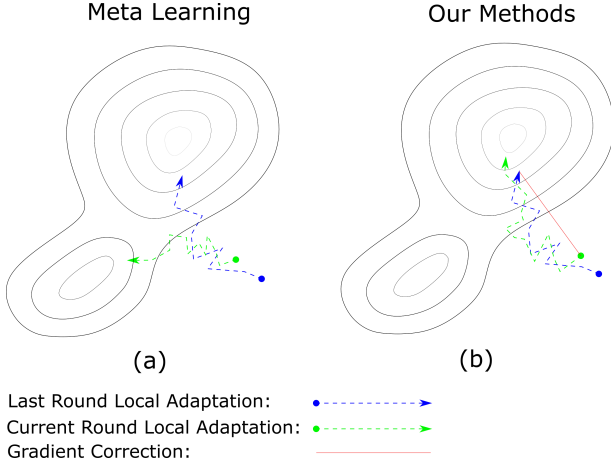 Meta Learning
Our Methods
(a)
(b)
Last Round Local Adaptation:
Current Round Local Adaptation:
Gradient Correction: